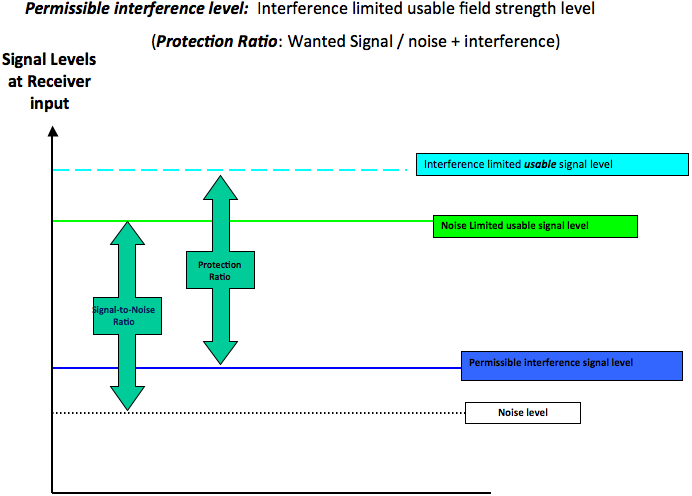 Permissible interference level: Interference limited usable field strength level
(Protection Ratio: Wanted Signal / noise + interference)
Signal Levels
at Receiver
input
Interference limited usable signal level
Noise Limited usable signal level
Protection
Ratio
Signal-to-Noise
Ratio
Permissible interference signal level
Noise level